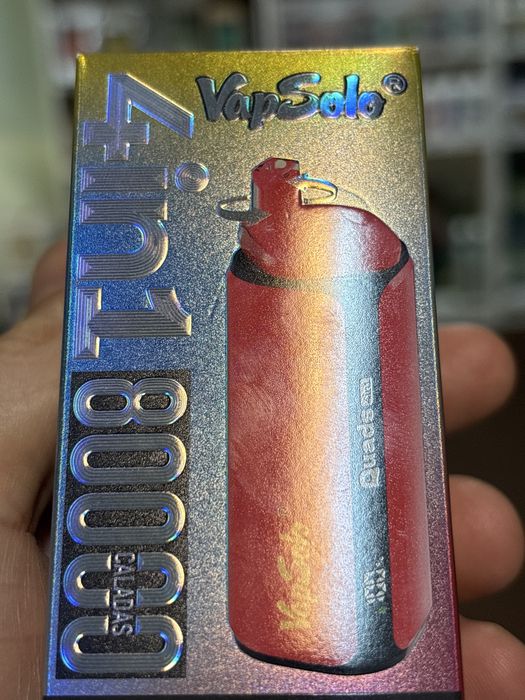 VapSolo®
4in1
80000
CALADAS
Quads
VapSolo